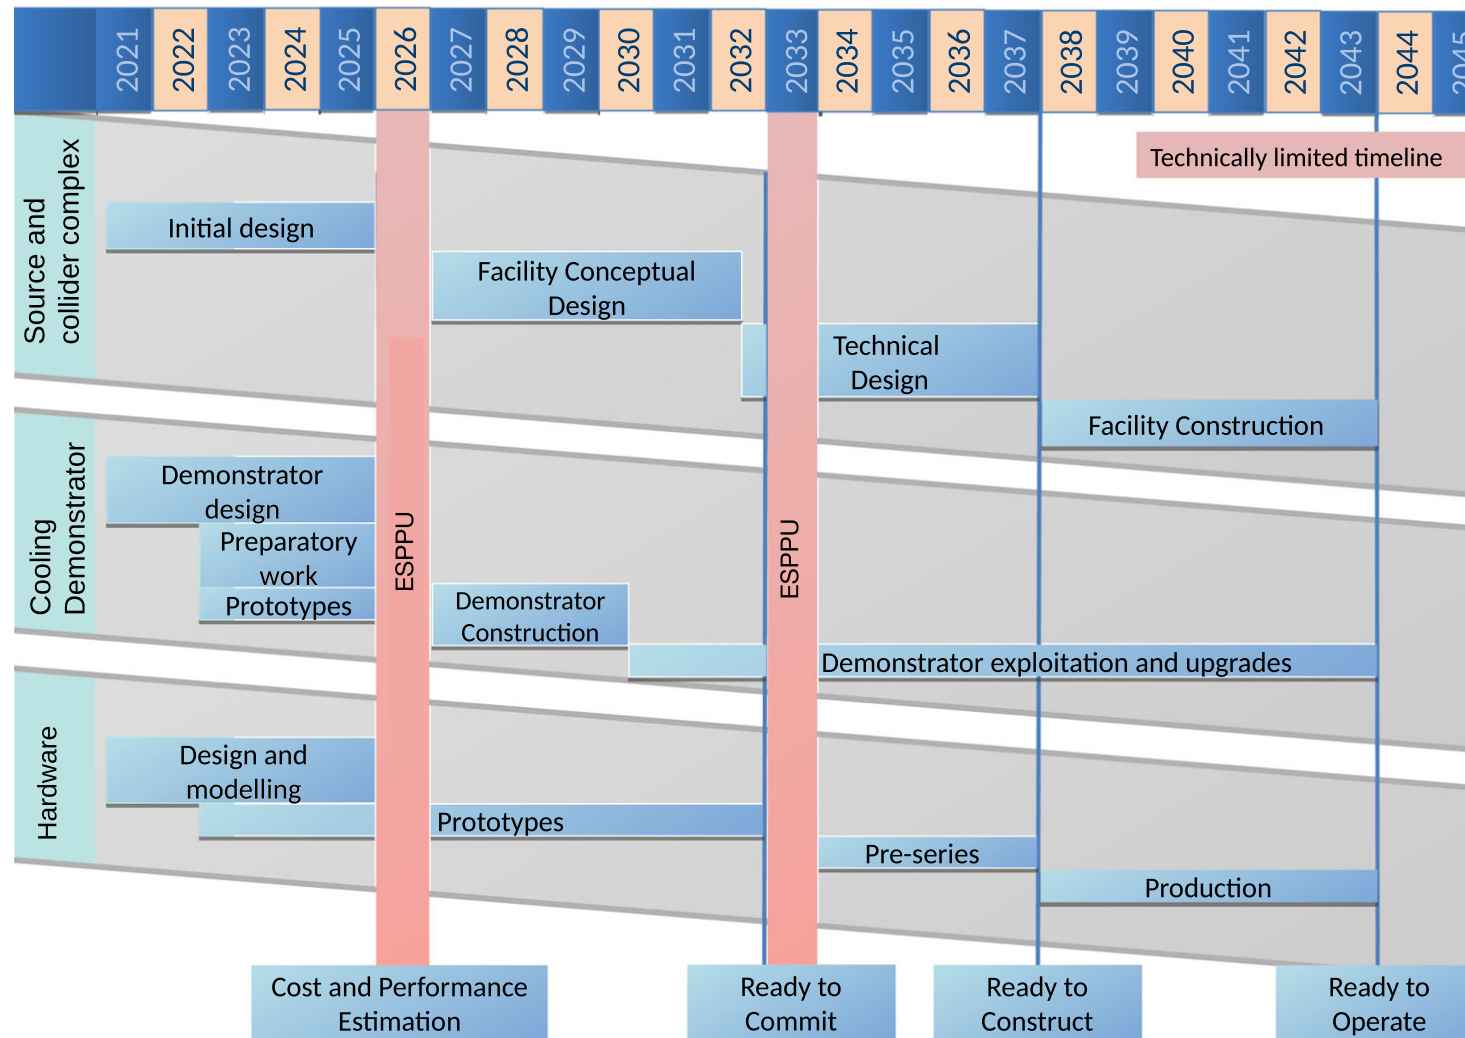 2021 2022 2023 2024 2025 2026 2027 2028 2029 2030 2031 2032 2033 2034 2035 2036 2037 2038 2039 2040 2041 2042 2043 2044 2045
Technically limited timeline
Source and
collider complex
Initial design
Facility Conceptual
Design
Technical
Design
Facility Construction
Cooling
Demonstrator
Demonstrator
design
Preparatory
work
Prototypes
ESPPU
ESPPU
Demonstrator
Construction
Demonstrator exploitation and upgrades
Hardware
Design and
modelling
Prototypes
Pre-series
Production
Cost and Performance
Estimation
Ready to
Commit
Ready to
Construct
Ready to
Operate